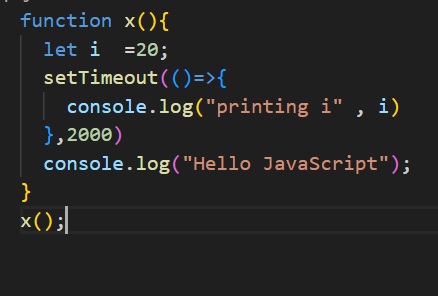 function x(){
  let i  =20;
  setTimeout(()=>{
    console.log("printing i" , i)
  },2000)
  console.log("Hello JavaScript");
}
x();